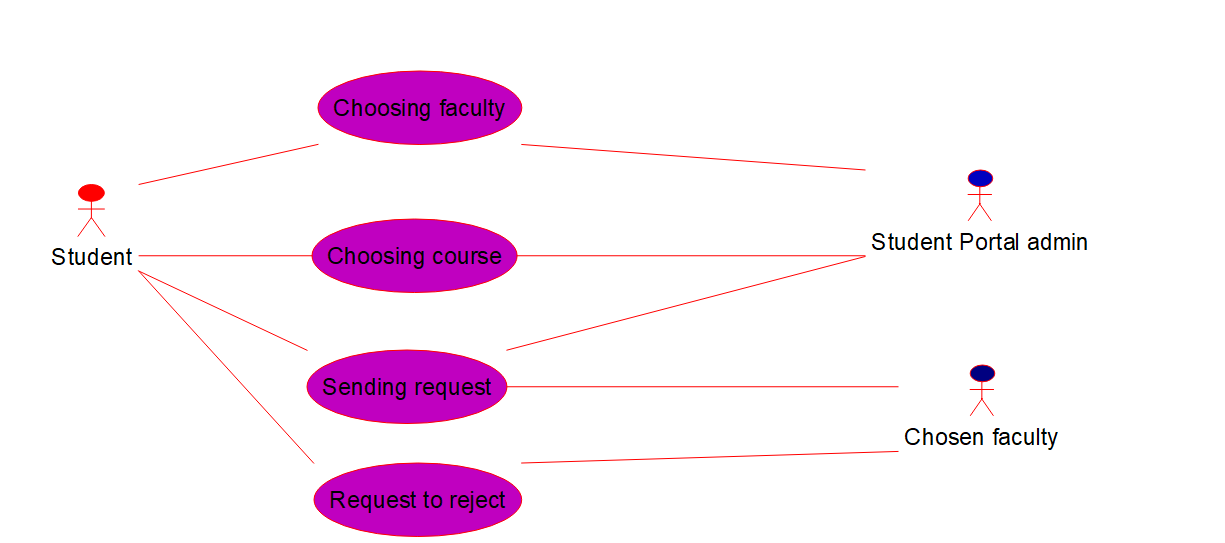 Choosing faculty
Student
Choosing course
Student Portal admin
Sending request
Chosen faculty
Request to reject